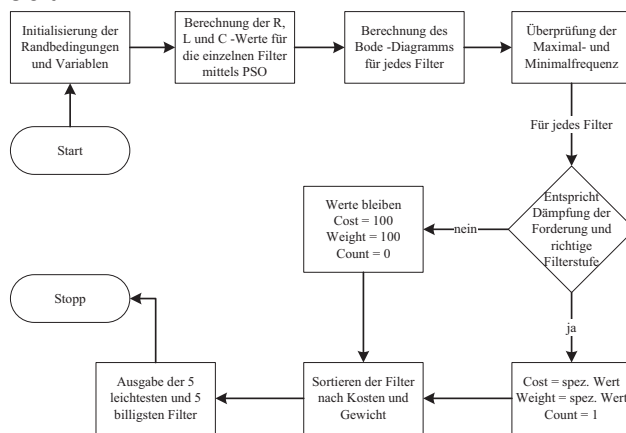 Initialisierung der
Randbedingungen
und Variablen
Berechnung der R,
L und C -Werte für
die einzelnen Filter
mittels PSO
Berechnung des
Bode -Diagramms
für jedes Filter
Überprüfung der
Maximal- und
Minimalfrequenz
Start
Für jedes Filter
Entspricht
Dämpfung der
Forderung und
richtige
Filterstufe
nein
Werte bleiben
Cost = 100
Weight = 100
Count = 0
ja
Cost = spez. Wert
Weight = spez. Wert
Count = 1
Sortieren der Filter
nach Kosten und
Gewicht
Ausgabe der 5
leichtesten und 5
billigsten Filter
Stopp